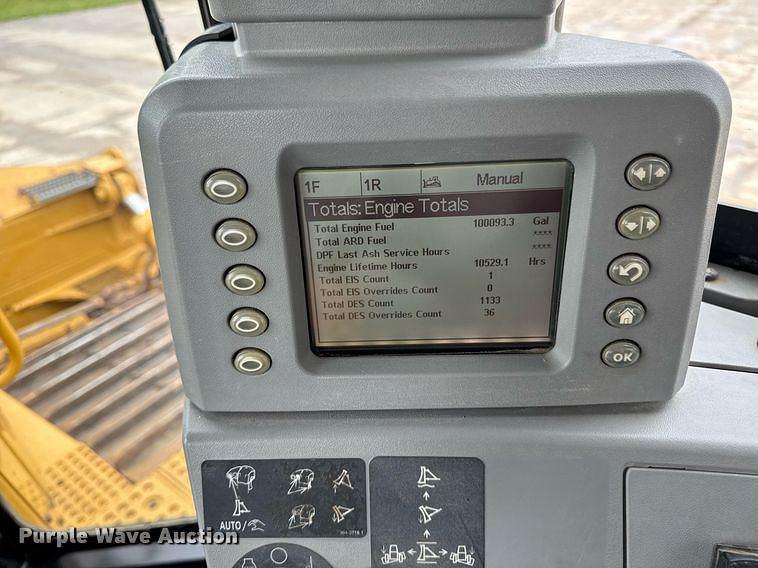 1F 1R Manual
Totals: Engine Totals
Total Engine Fuel 100093.3 Gal
Total ARD Fuel ****
DPF Last Ash Service Hours ****
Engine Lifetime Hours 10529.1 Hrs
Total EIS Count 1
Total EIS Overrides Count 0
Total DES Count 1133
Total DES Overrides Count 36
OK
AUTO/
Purple Wave Auction®